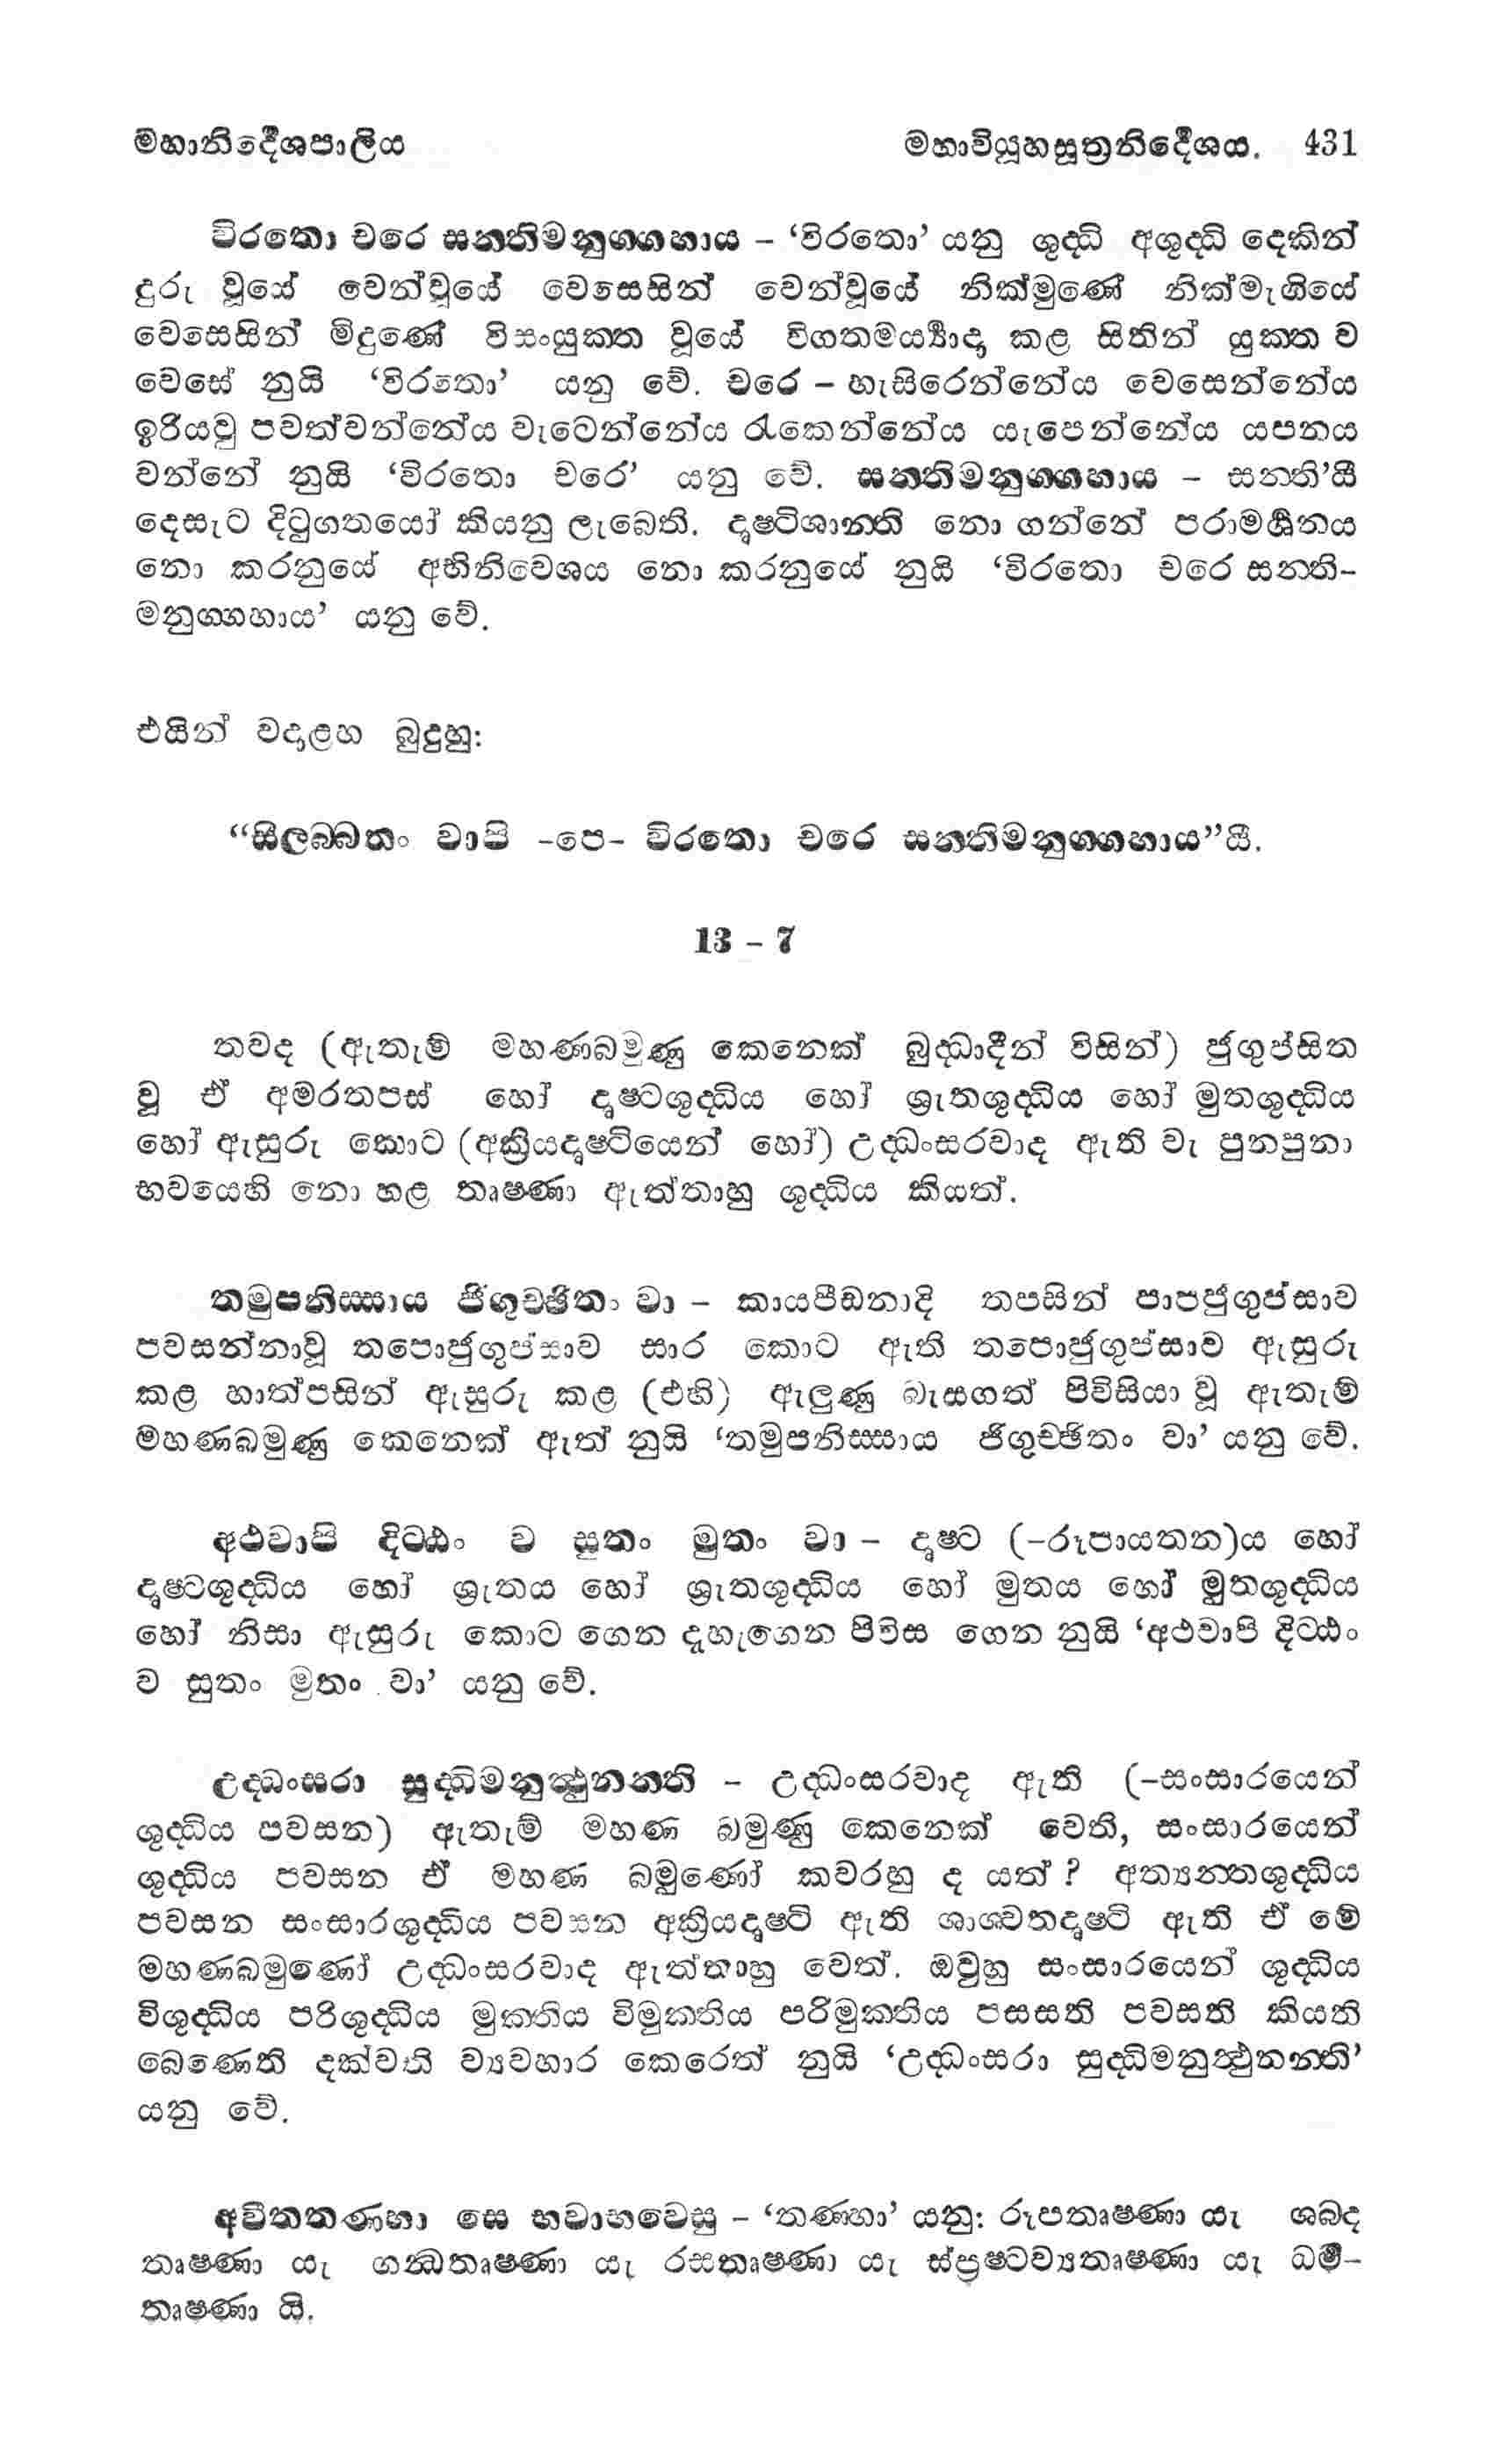 මහානිර්දේශපාලිය මහාවියූහසූත්‍රනිර්දේශය. 431
විරතො චරෙ සන්තිමනුග්ගහාය – ‘විරතො’ යනු ශුද්ධි අශුද්ධි දෙකින්
දුරු වූයේ වෙන්වූයේ වෙසෙසින් වෙන්වූයේ නික්මුණේ නික්මැගියේ
වෙසෙසින් මිදුණේ විසංයුක්ත වූයේ විගතමර්‍ය්‍යාදා කළ සිතින් යුක්ත ව
වෙසේ නුයි ‘විරතො’ යනු වේ. චරෙ – හැසිරෙන්නේය වෙසෙන්නේය
ඉරියවු පවත්වන්නේය වැටෙන්නේය රැකෙන්නේය යැපෙන්නේය යපනය
වන්නේ නුයි ‘විරතො චරෙ’ යනු වේ. සන්තිමනුග්ගහාය – සන්ති’යී
දෙසැට දිටුගතයෝ කියනු ලැබෙති. දෘෂ්ටිශාන්ති නො ගන්නේ පරාමර්ශනය
නො කරනුයේ අභිනිවෙශය නො කරනුයේ නුයි ‘විරතො චරෙ සන්ති-
මනුග්ගහාය’ යනු වේ.
එයින් වදාළහ බුදුහු:
“සීලබ්බතං වාපි -පෙ- විරතො චරෙ සන්තිමනුග්ගහාය”යී.
13 – 7
තවද (ඇතැම් මහණබමුණු කෙනෙක් බුද්ධාදීන් විසින්) ජුගුප්සිත
වූ ඒ අමරතපස් හෝ දෘෂ්ටශුද්ධිය හෝ ශ්‍රුතශුද්ධිය හෝ මුතශුද්ධිය
හෝ ඇසුරු කොට (අක්‍රියදෘෂ්ටියෙන් හෝ) උද්ධංසරවාද ඇති වැ පුනපුනා
භවයෙහි නො හළ තෘෂ්ණා ඇත්තාහු ශුද්ධිය කියත්.
තමුපනිස්සාය ජිගුච්ඡිතං වා – කායපීඩනාදි තපසින් පාපජුගුප්සාව
පවසන්නාවූ තපොජුගුප්සාව සාර කොට ඇති තපොජුගුප්සාව ඇසුරු
කළ හාත්පසින් ඇසුරු කළ (එහි) ඇලුණු බැසගත් පිවිසියා වූ ඇතැම්
මහණබමුණු කෙනෙක් ඇත් නුයි ‘තමුපනිස්සාය ජිගුච්ඡිතං වා’ යනු වේ.
අථවාපි දිට්ඨං ව සුතං මුතං වා – දෘෂ්ට (-රූපායතන)ය හෝ
දෘෂ්ටශුද්ධිය හෝ ශ්‍රුතය හෝ ශ්‍රුතශුද්ධිය හෝ මුතය හෝ මුතශුද්ධිය
හෝ නිසා ඇසුරු කොට ගෙන දැහැගෙන පිවිස ගෙන නුයි ‘අථවාපි දිට්ඨං
ව සුතං මුතං වා’ යනු වේ.
උද්ධංසරා සුද්ධිමනුත්ථුනන්ති – උද්ධංසරවාද ඇති (-සංසාරයෙන්
ශුද්ධිය පවසන) ඇතැම් මහණ බමුණු කෙනෙක් වෙති, සංසාරයෙන්
ශුද්ධිය පවසන ඒ මහණ බමුණෝ කවරහු ද යත් ? අත්‍යන්තශුද්ධිය
පවසන සංසාරශුද්ධිය පවසන අක්‍රියදෘෂ්ටි ඇති ශාශ්වතදෘෂ්ටි ඇති ඒ මේ
මහණබමුණෝ උද්ධංසරවාද ඇත්තාහු වෙත්. ඔවුහු සංසාරයෙන් ශුද්ධිය
විශුද්ධිය පරිශුද්ධිය මුක්තිය විමුක්තිය පරිමුක්තිය පසසති පවසති කියති
බෙණෙති දක්වති ව්‍යවහාර කෙරෙත් නුයි ‘උද්ධංසරා සුද්ධිමනුත්ථුනන්ති’
යනු වේ.
අවීතතණ්හා සෙ භවාභවෙසු – ‘තණ්හා’ යනු: රූපතෘෂ්ණා යැ ශබ්ද
තෘෂ්ණා යැ ගන්ධතෘෂ්ණා යැ රසතෘෂ්ණා යැ ස්ප්‍රෂ්ටව්‍යතෘෂ්ණා යැ ධර්ම-
තෘෂ්ණා යි.